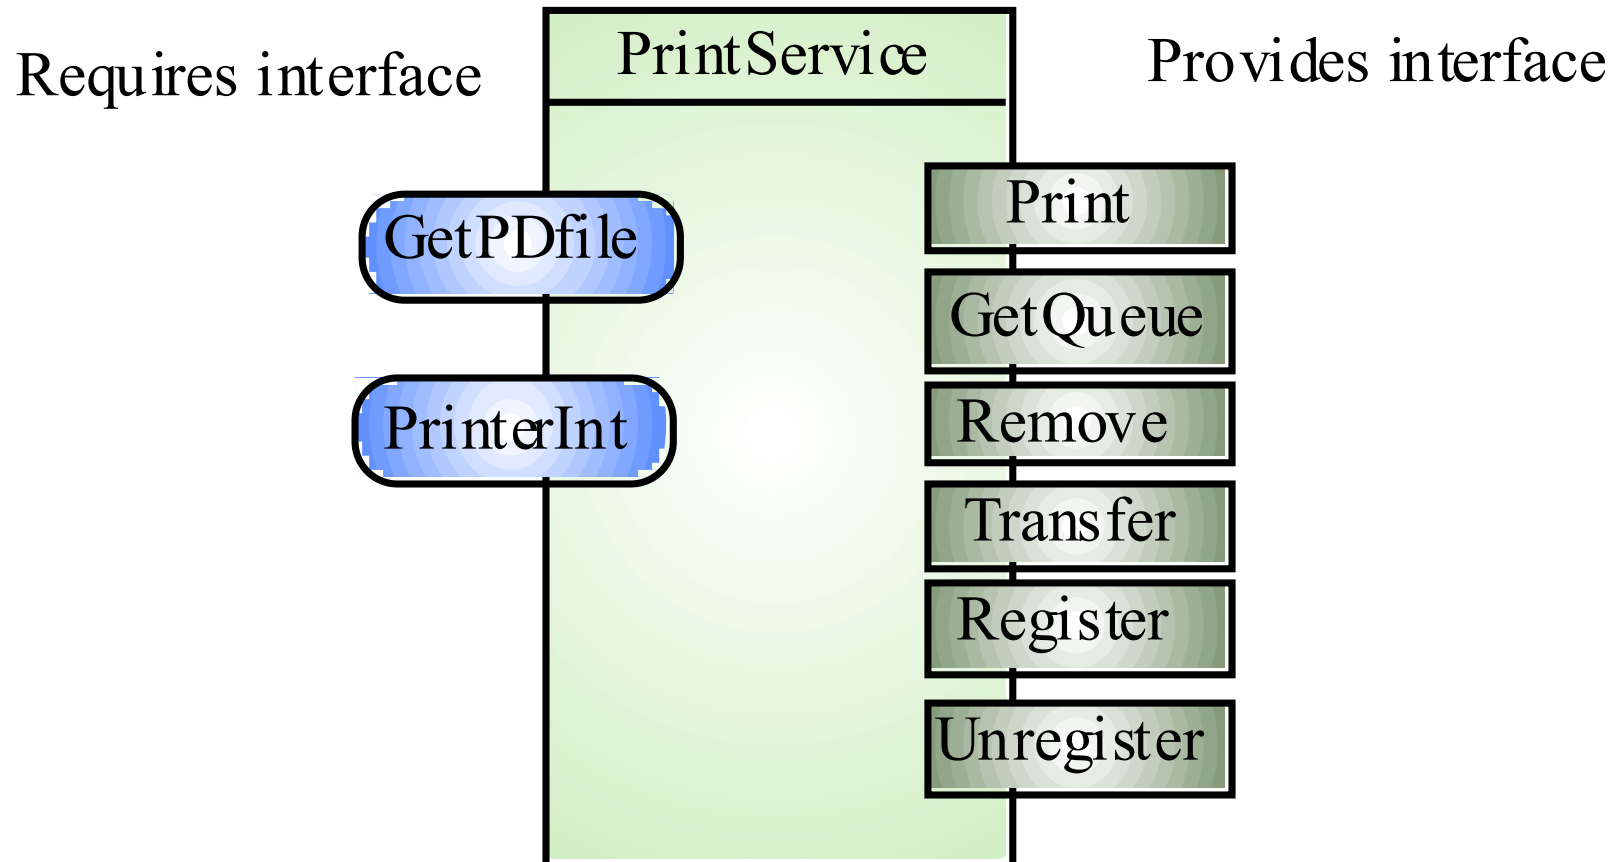 Requires interface
PrintService
Provides interface
GetPDfile
PrinterInt
Print
GetQueue
Remove
Transfer
Register
Unregister